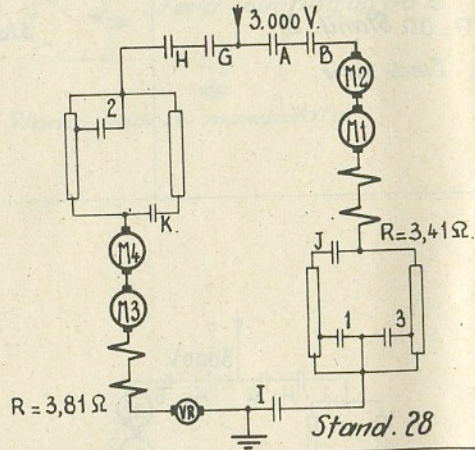 3.000 V.
H G A B
M2
2
M1
K
J R=3,41 Ω.
M4
1 3
M3
R = 3,81 Ω
VR I
Stand. 28